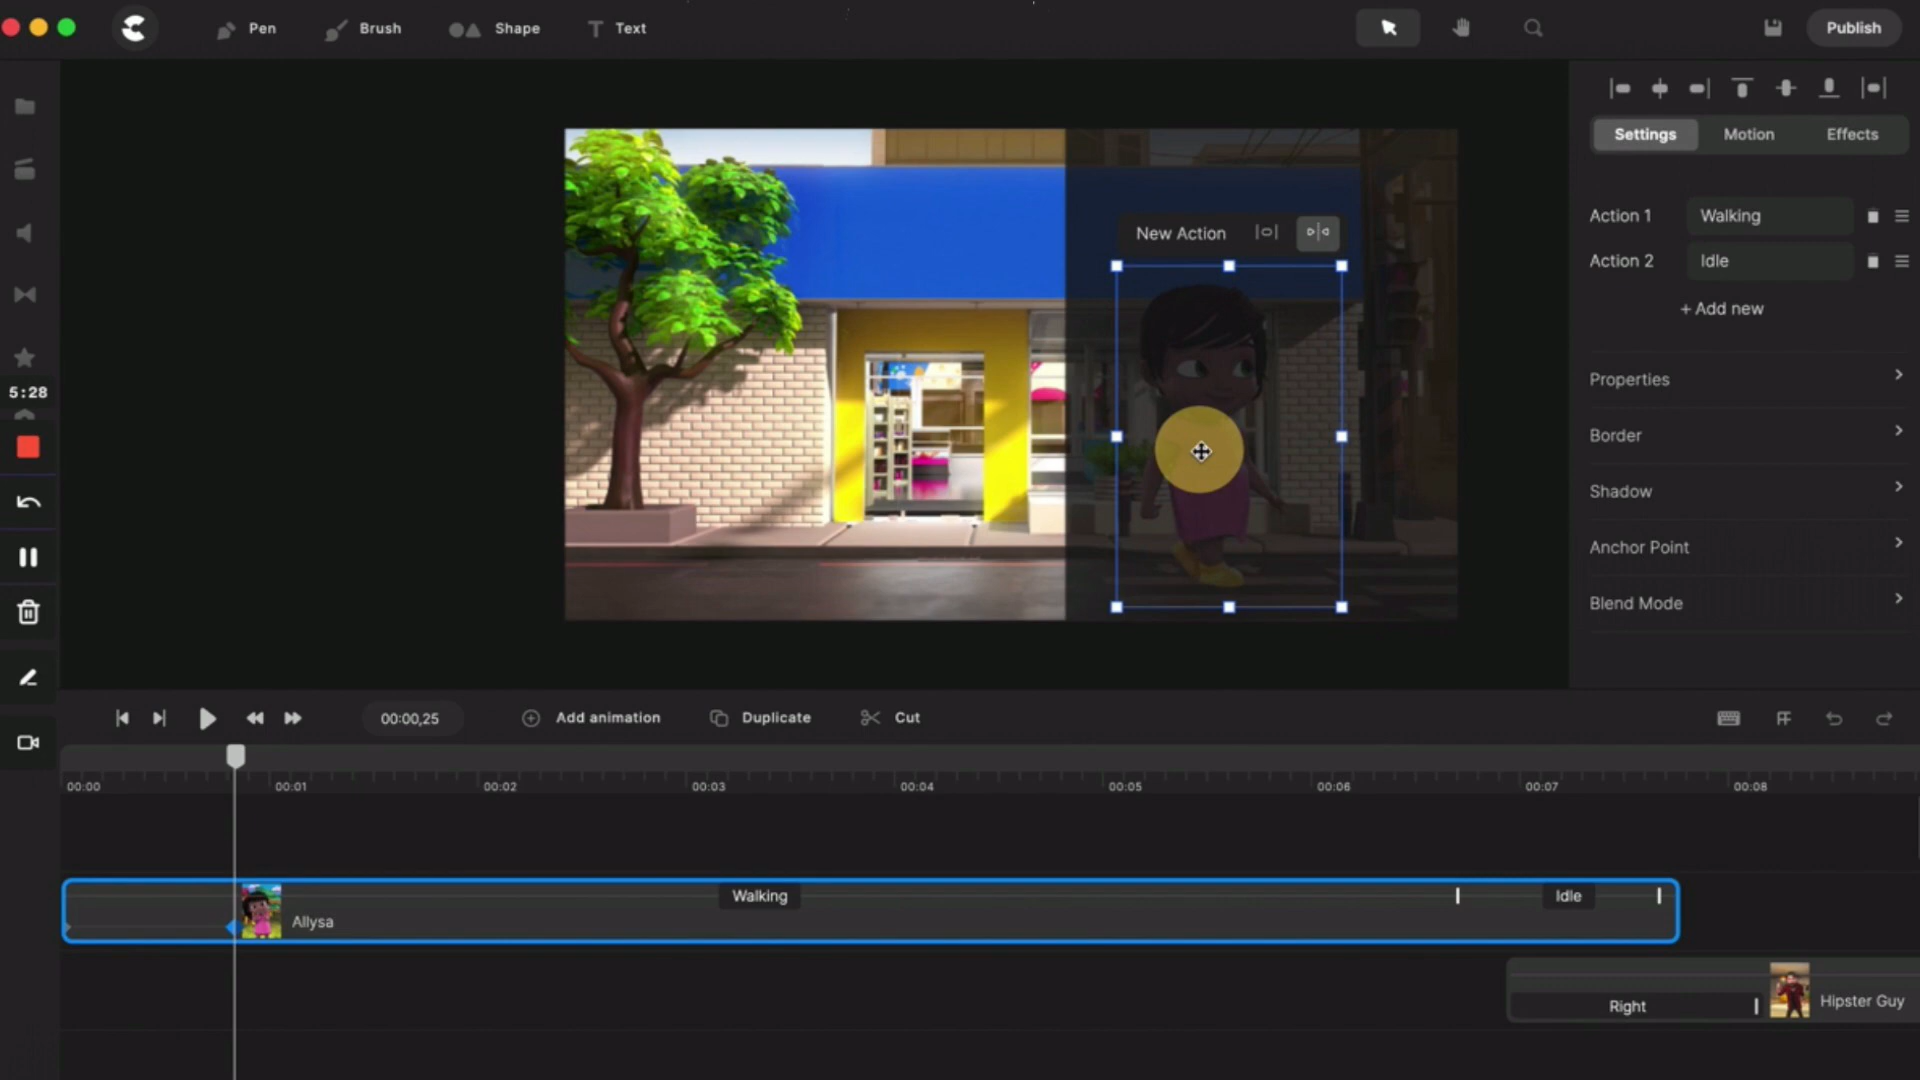 Pen Brush Shape Text Publish
Settings Motion Effects
Action 1 Walking
New Action
Action 2 Idle
+ Add new
Properties
5:28
Border
Shadow
Anchor Point
Blend Mode
00:00,25 Add animation Duplicate Cut
00:00 00:01 00:02 00:03 00:04 00:05 00:06 00:07 00:08
Walking Idle
Allysa
Right Hipster Guy